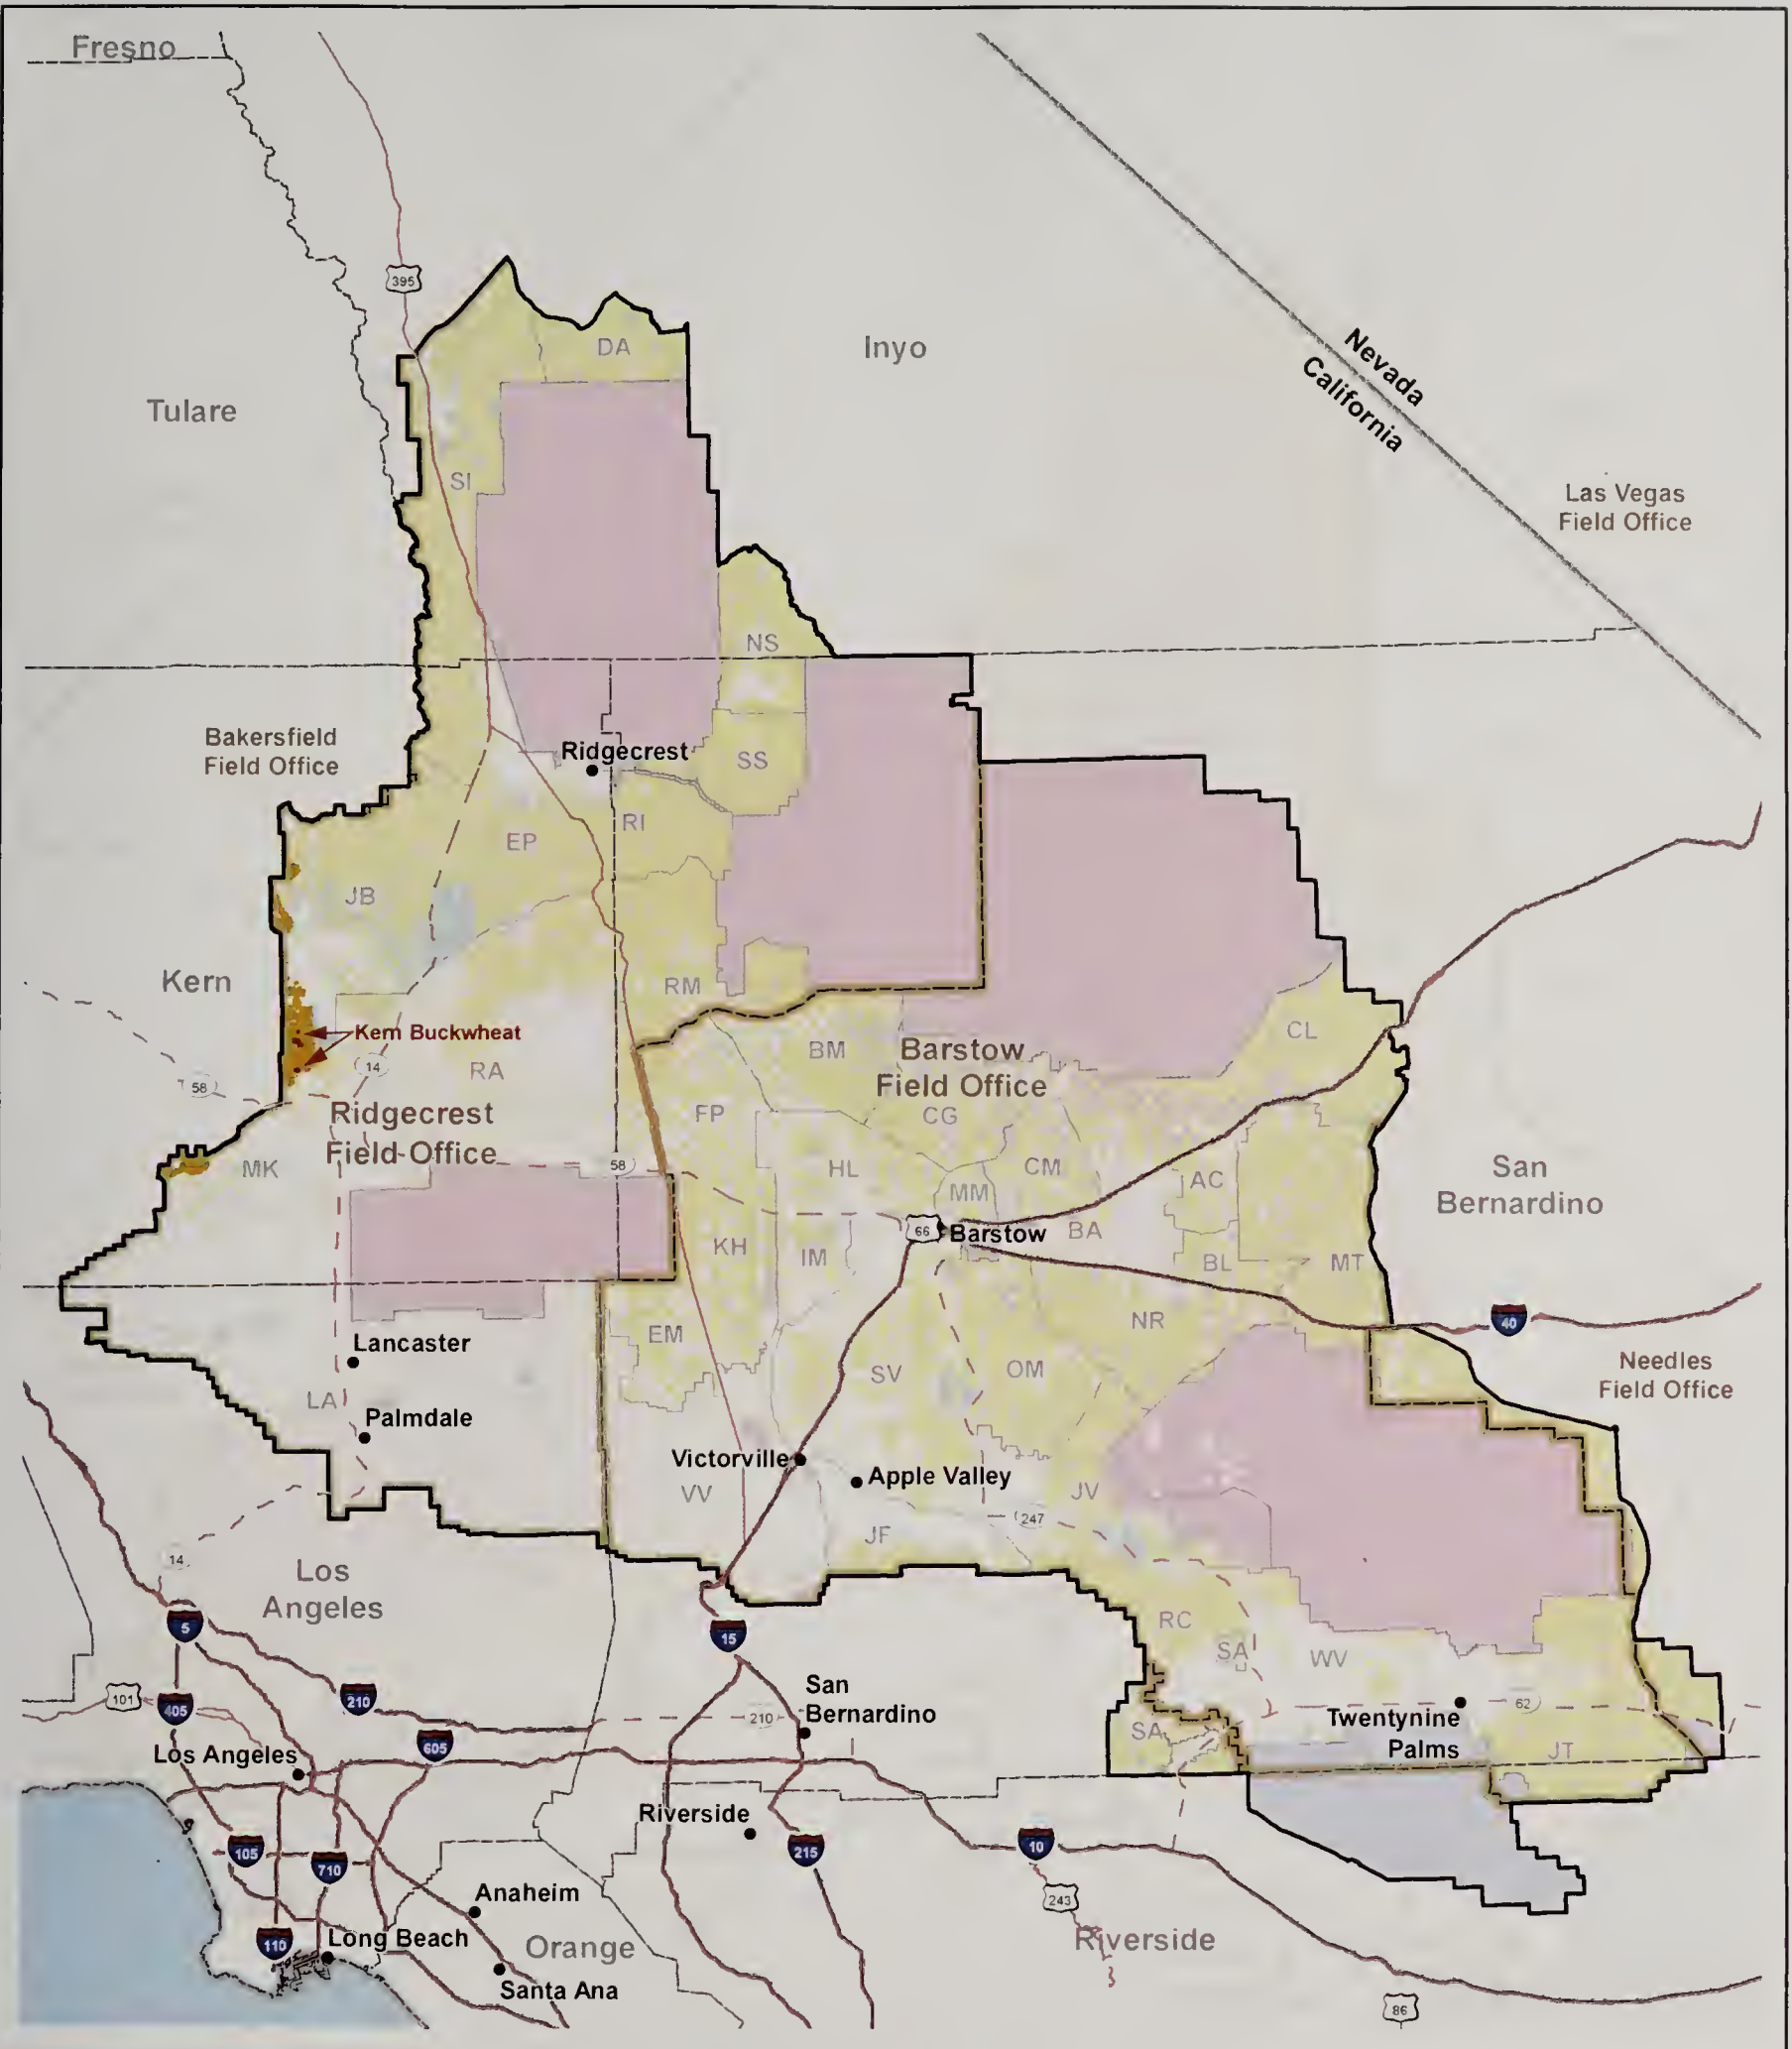 Fresno
395
DA
Inyo
Nevada
California
Tulare
SI
Las Vegas
Field Office
NS
Bakersfield
Field Office
Ridgecrest
SS
RI
EP
JB
Kern
RM
CL
Kern Buckwheat
BM
Barstow
Field Office
14
RA
58
Ridgecrest
Field Office
FP
CG
MK
58
HL
CM
MM
AC
San
Bernardino
66
Barstow
BA
KH
IM
BL
MT
40
Lancaster
EM
NR
Needles
Field Office
SV
OM
LA
Palmdale
Victorville
Apple Valley
VV
JV
247
JF
14
Los
Angeles
5
15
RC
SA
WV
101
405
210
San
Bernardino
210
62
Twentynine
Palms
SA
JT
605
Los Angeles
Riverside
105
710
215
10
243
Anaheim
110
Long Beach
Orange
Riverside
Santa Ana
86